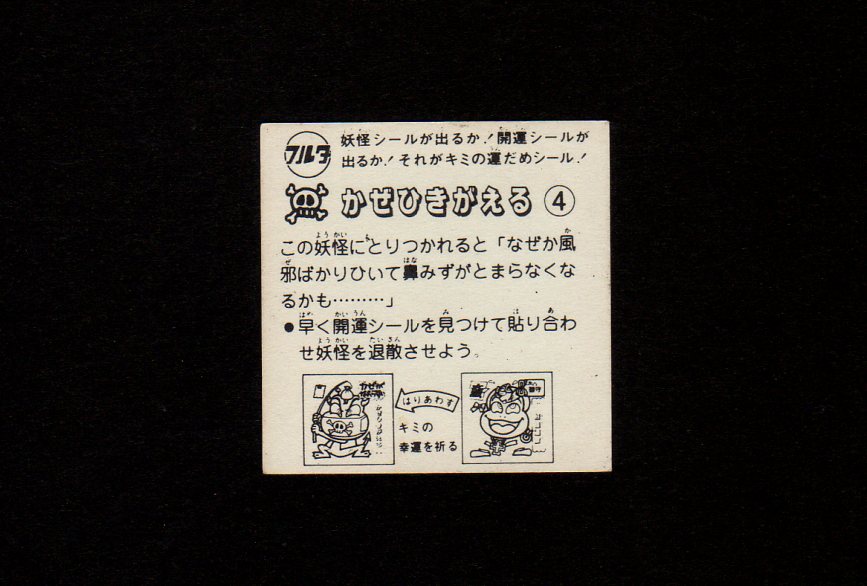 フルタ
妖怪シールが出るか!開運シールが
出るか!それがキミの運だめシール!
かぜひきがえる ④
この妖怪にとりつかれると「なぜか風
邪ばかりひいて鼻みずがとまらなくな
るかも………」
●早く開運シールを見つけて貼り合わ
せ妖怪を退散させよう。
はりあわす
キミの
幸運を祈る